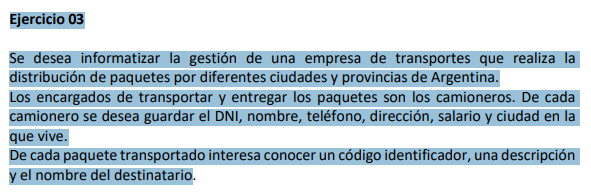 Ejercicio 03
Se desea informatizar la gestión de una empresa de transportes que realiza la
distribución de paquetes por diferentes ciudades y provincias de Argentina.
Los encargados de transportar y entregar los paquetes son los camioneros. De cada
camionero se desea guardar el DNI, nombre, teléfono, dirección, salario y ciudad en la
que vive.
De cada paquete transportado interesa conocer un código identificador, una descripción
y el nombre del destinatario.